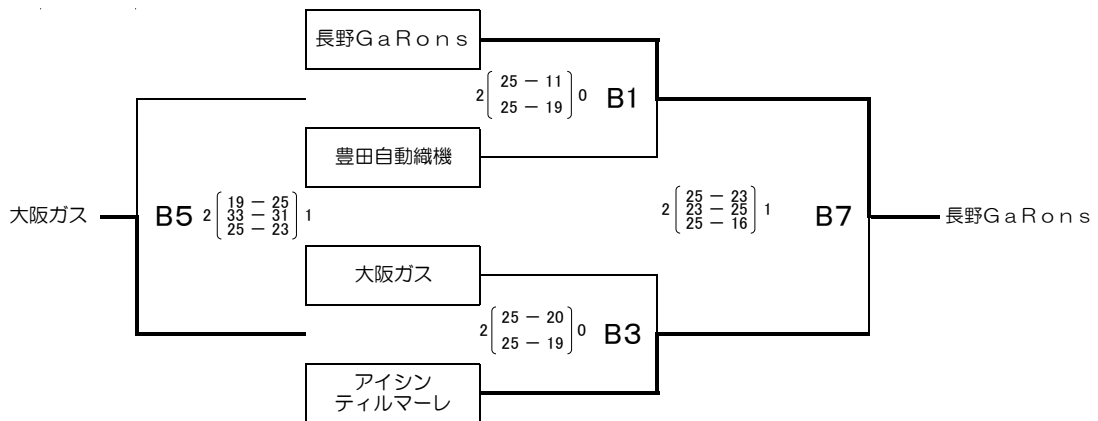 長野ＧａＲｏｎｓ
2 25 － 11 0 B1
25 － 19
豊田自動織機
大阪ガス B5 2 19 － 25 1
33 － 31
25 － 23
2 25 － 23 1 B7 長野ＧａＲｏｎｓ
23 － 25
25 － 16
大阪ガス
2 25 － 20 0 B3
25 － 19
アイシン
ティルマーレ